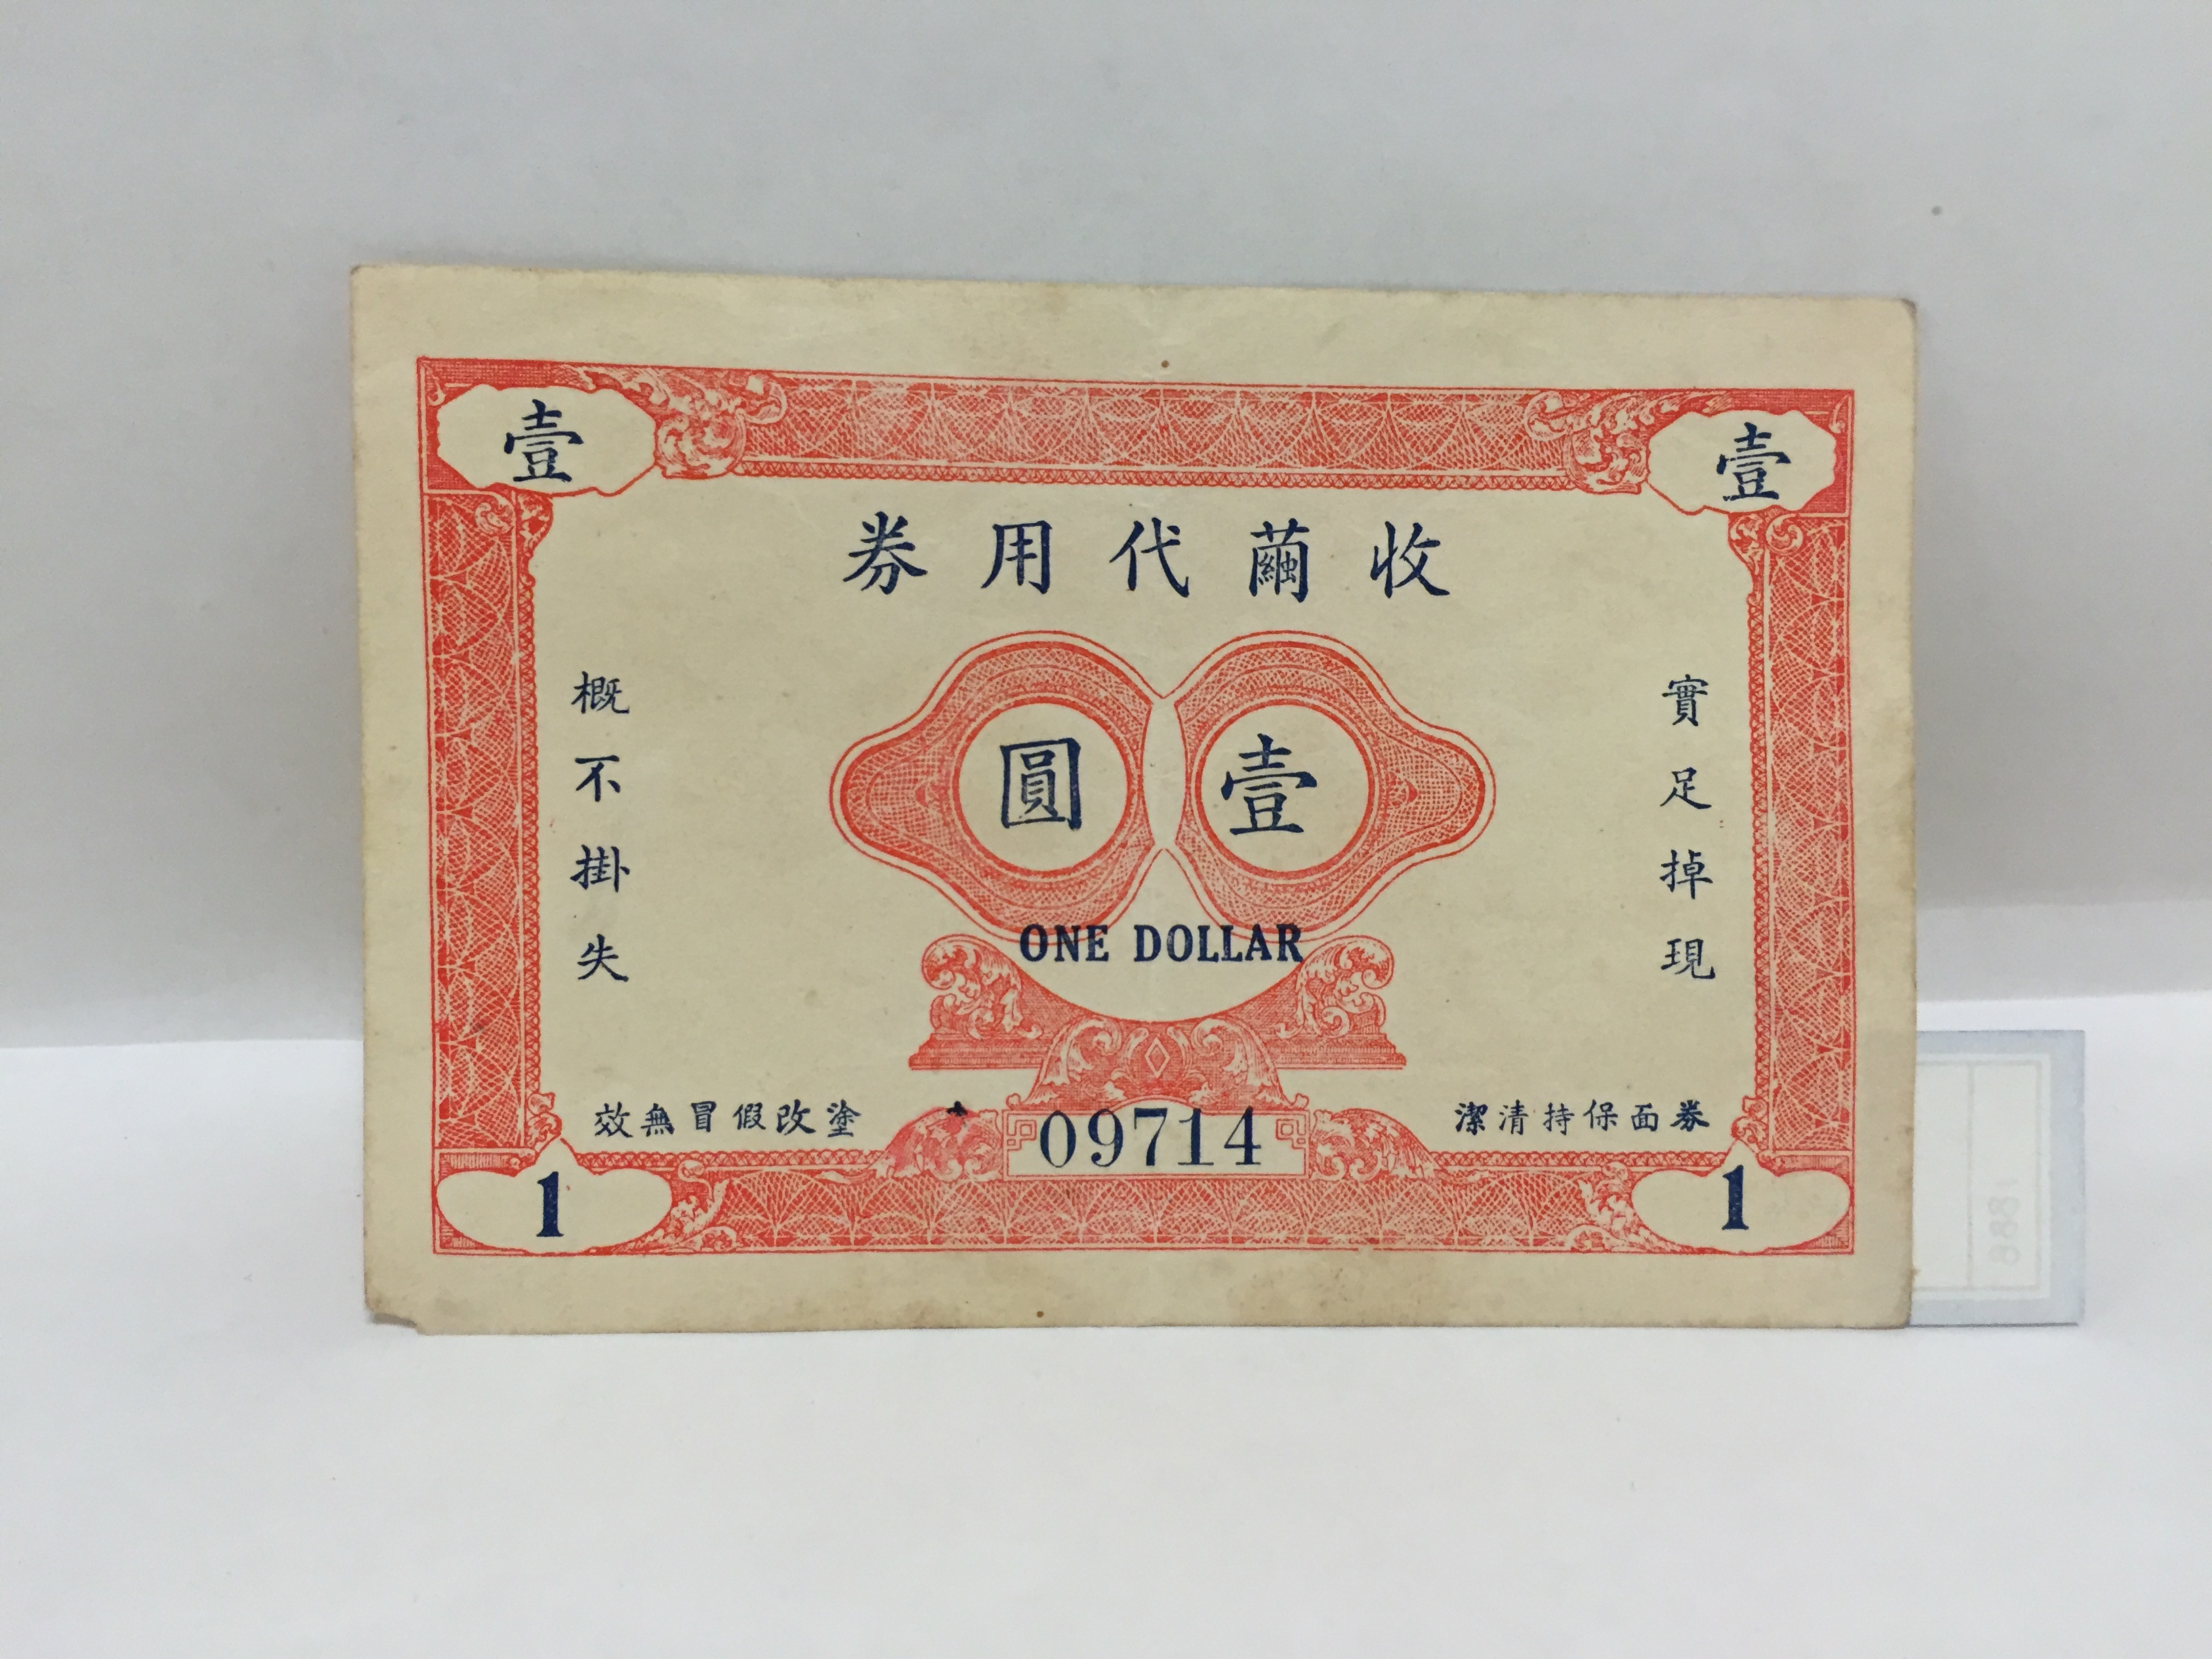 壹
壹
收繭代用券
實足掉現
壹圓
概不掛失
ONE DOLLAR
券面保持清潔
09714
塗改假冒無效
1
1